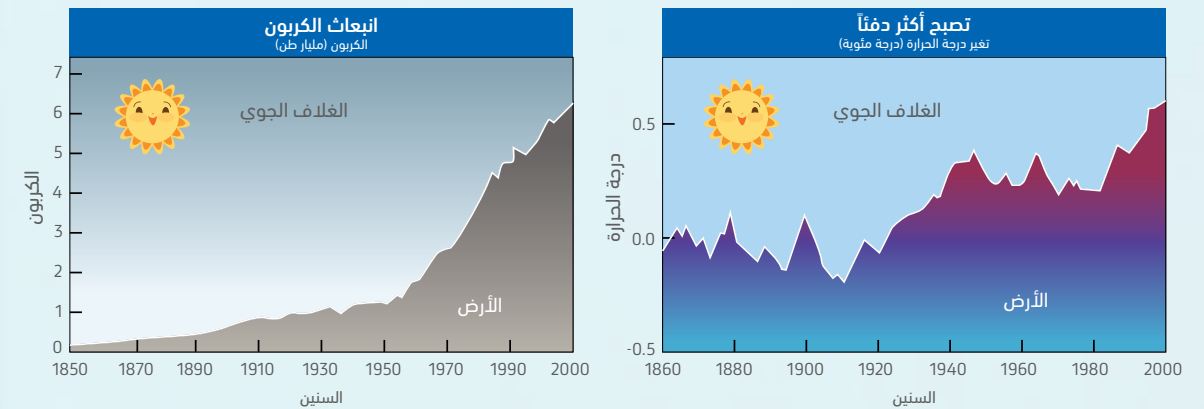 تصبح أكثر دفئاً
تغير درجة الحرارة (درجة مئوية)
الغلاف الجوي
درجة الحرارة
0.5
0.0
-0.5
الأرض
1860 1880 1900 1920 1940 1960 1980 2000
السنين
انبعاث الكربون
الكربون (مليار طن)
الغلاف الجوي
الكربون
7
6
5
4
3
2
1
0
الأرض
1850 1870 1890 1910 1930 1950 1970 1990 2000
السنين